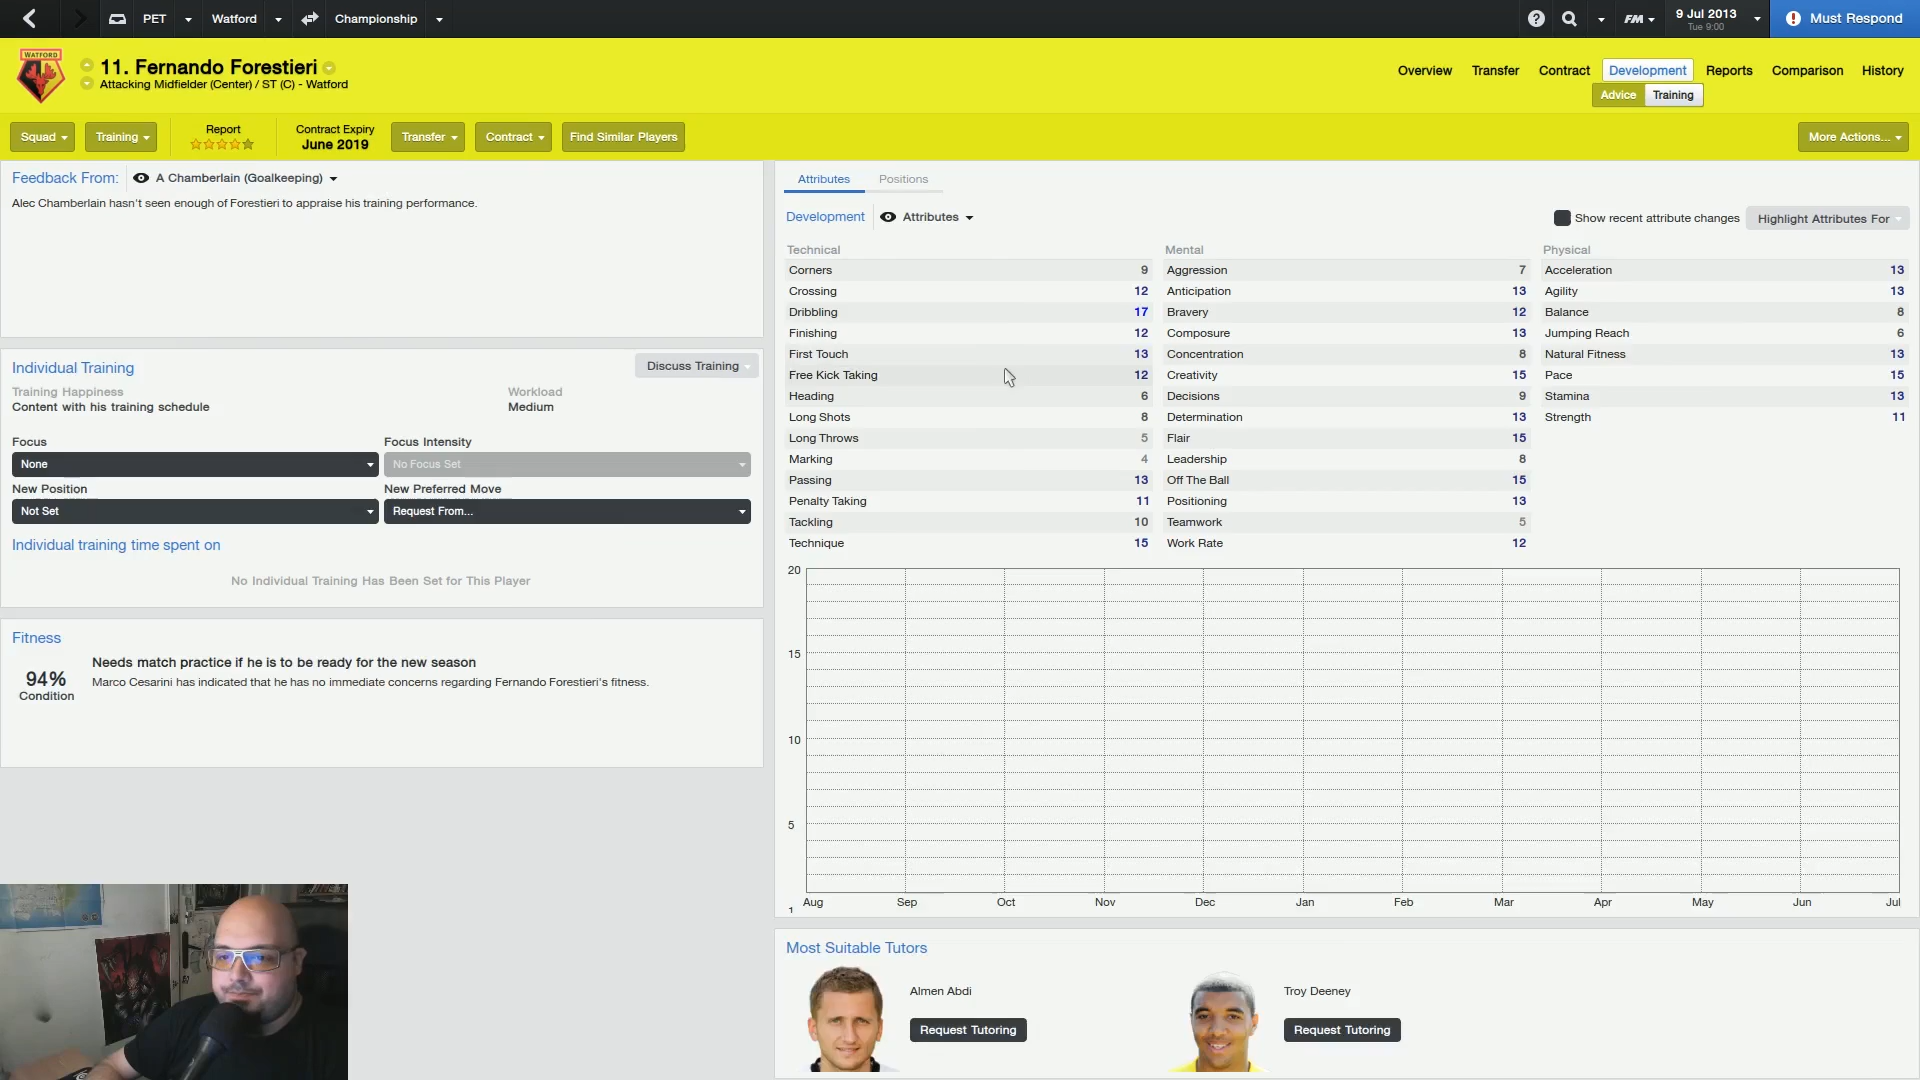 PET
Watford
Championship
FM
9 Jul 2013
Tue 9:00
Must Respond
WATFORD
11. Fernando Forestieri
Attacking Midfielder (Center) / ST (C) - Watford
Overview Transfer Contract Development Reports Comparison History
Advice Training
Squad
Training
Report
Contract Expiry
June 2019
Transfer
Contract
Find Similar Players
More Actions...
Feedback From: A Chamberlain (Goalkeeping)
Alec Chamberlain hasn't seen enough of Forestieri to appraise his training performance.
Individual Training
Discuss Training
Training Happiness
Content with his training schedule
Workload
Medium
Focus
None
Focus Intensity
No Focus Set
New Position
Not Set
New Preferred Move
Request From...
Individual training time spent on
No Individual Training Has Been Set for This Player
Fitness
94%
Condition
Needs match practice if he is to be ready for the new season
Marco Cesarini has indicated that he has no immediate concerns regarding Fernando Forestieri's fitness.
Attributes Positions
Development Attributes
Show recent attribute changes
Highlight Attributes For
Technical
Corners 9
Crossing 12
Dribbling 17
Finishing 12
First Touch 13
Free Kick Taking 12
Heading 6
Long Shots 8
Long Throws 5
Marking 4
Passing 13
Penalty Taking 11
Tackling 10
Technique 15
Mental
Aggression 7
Anticipation 13
Bravery 12
Composure 13
Concentration 8
Creativity 15
Decisions 9
Determination 13
Flair 15
Leadership 8
Off The Ball 15
Positioning 13
Teamwork 5
Work Rate 12
Physical
Acceleration 13
Agility 13
Balance 8
Jumping Reach 6
Natural Fitness 13
Pace 15
Stamina 13
Strength 11
20
15
10
5
1
Aug Sep Oct Nov Dec Jan Feb Mar Apr May Jun Jul
Most Suitable Tutors
Almen Abdi
Request Tutoring
Troy Deeney
Request Tutoring